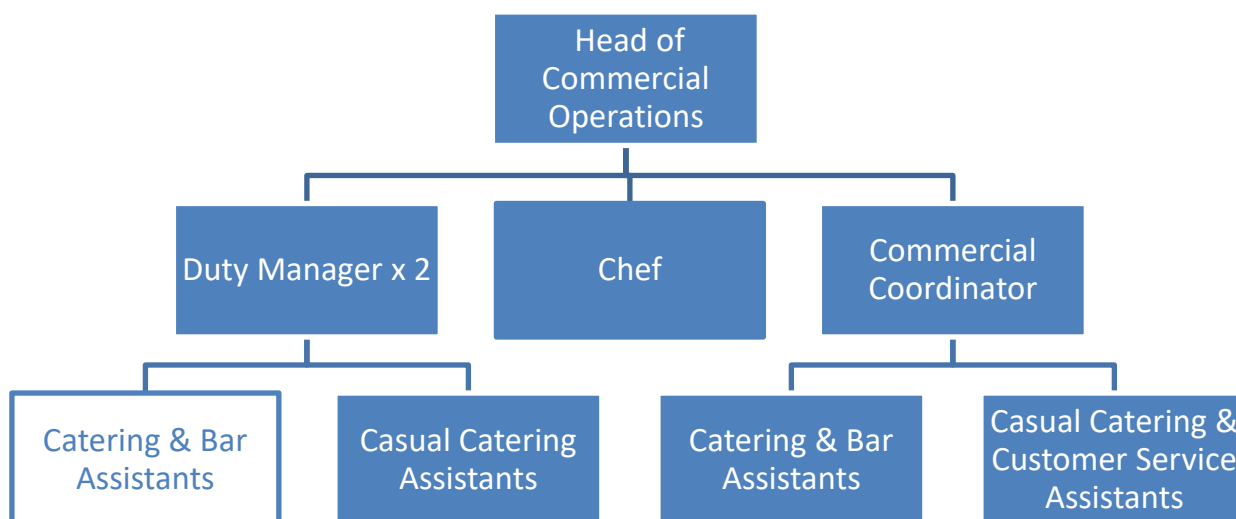 Head of
Commercial
Operations
Duty Manager x 2
Chef
Commercial
Coordinator
Catering & Bar
Assistants
Casual Catering
Assistants
Catering & Bar
Assistants
Casual Catering &
Customer Service
Assistants